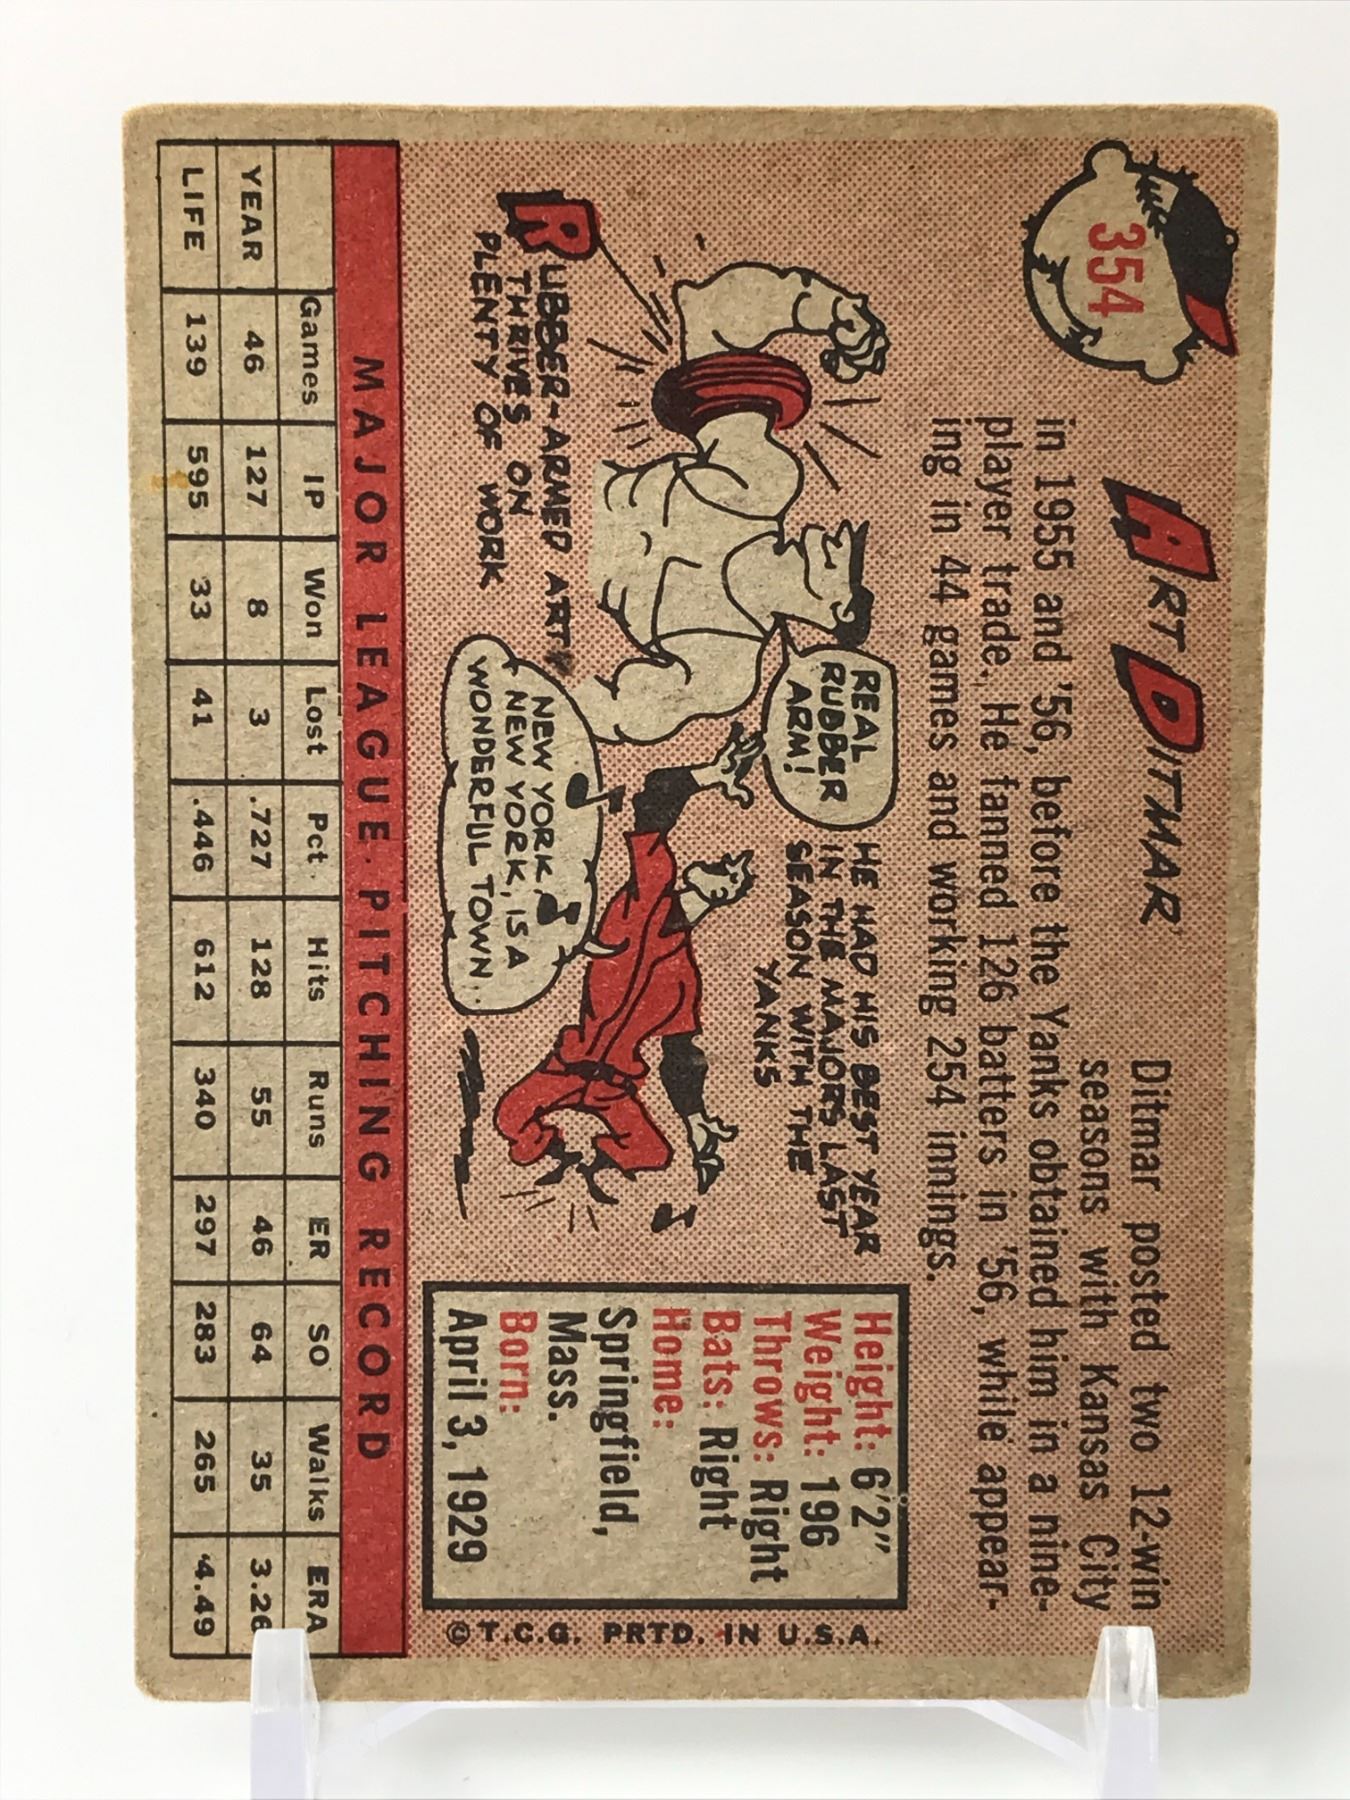 354
ART DITMAR
Ditmar posted two 12-win
seasons with Kansas City
in 1955 and '56, before the Yanks obtained him in a nine-
player trade. He fanned 126 batters in '56, while appear-
ing in 44 games and working 254 innings.
REAL
RUBBER
ARM!
RUBBER-ARMED ART
THRIVES ON
PLENTY OF WORK
HE HAD HIS BEST YEAR
IN THE MAJORS LAST
SEASON WITH THE
YANKS
NEW YORK,
NEW YORK, IS A
WONDERFUL TOWN..
Height: 6'2"
Weight: 196
Throws: Right
Bats: Right
Home:
Springfield,
Mass.
Born:
April 3, 1929
© T.C.G. PRTD. IN U.S.A.
MAJOR LEAGUE PITCHING RECORD
Games IP Won Lost Pct. Hits Runs ER SO Walks ERA
YEAR 46 127 8 3 .727 128 55 46 64 35 3.26
LIFE 139 595 33 41 .446 612 340 297 283 265 4.49